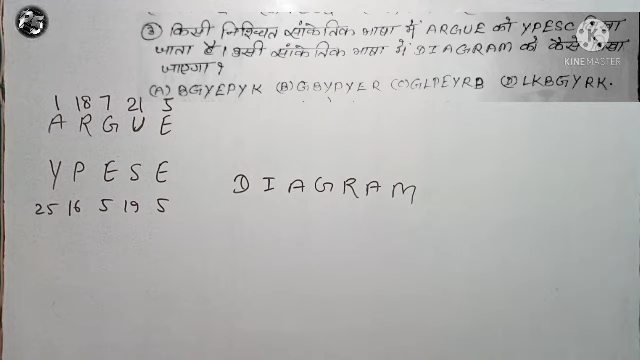 ③ किसी निश्चित सांकेतिक भाषा में ARGUE को YPESC
जाता है। उसी सांकेतिक भाषा में DIAGRAM को कैसे
जाएगा?
(A) BGYEPYK (B) GBYPYER (C) GLPEYRB (D) LKBGYRK.
KINEMASTER
1 18 7 21 5
A R G U E
Y P E S E
25 16 5 19 5
D I A G R A M